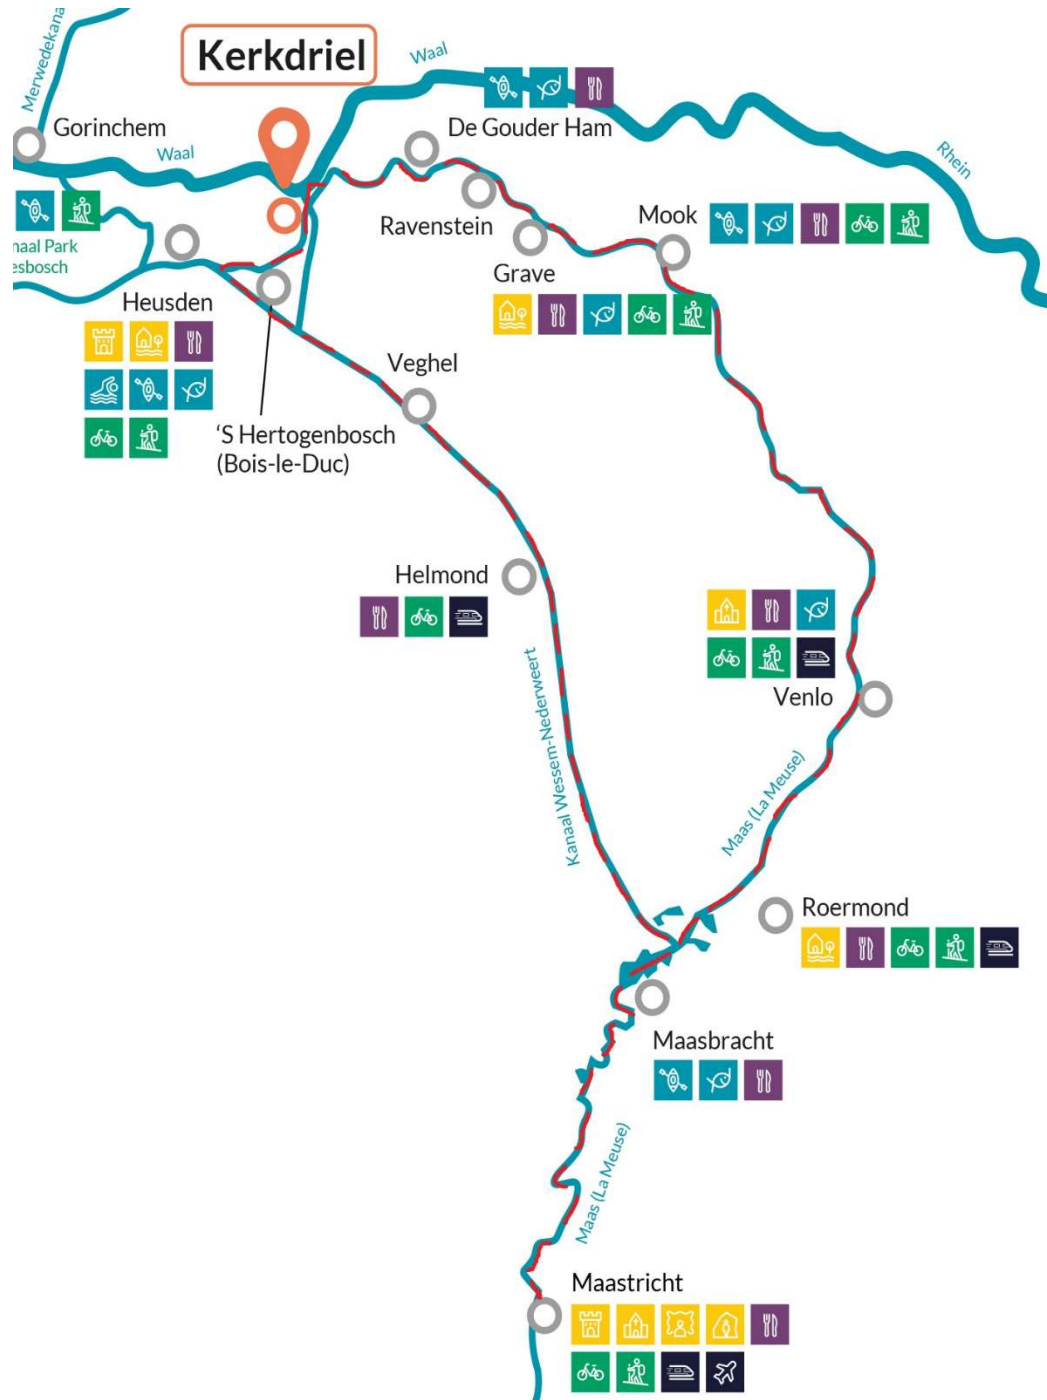 Kerkdriel
Waal
Merwedekana
Gorinchem
De Gouder Ham
Waal
Rhein
Ravenstein
Mook
naal Park
esbosch
Grave
Heusden
Veghel
'S Hertogenbosch
(Bois-le-Duc)
Helmond
Kanaal Wessem-Nederweert
Venlo
Maas (La Meuse)
Roermond
Maasbracht
Maas (La Meuse)
Maastricht